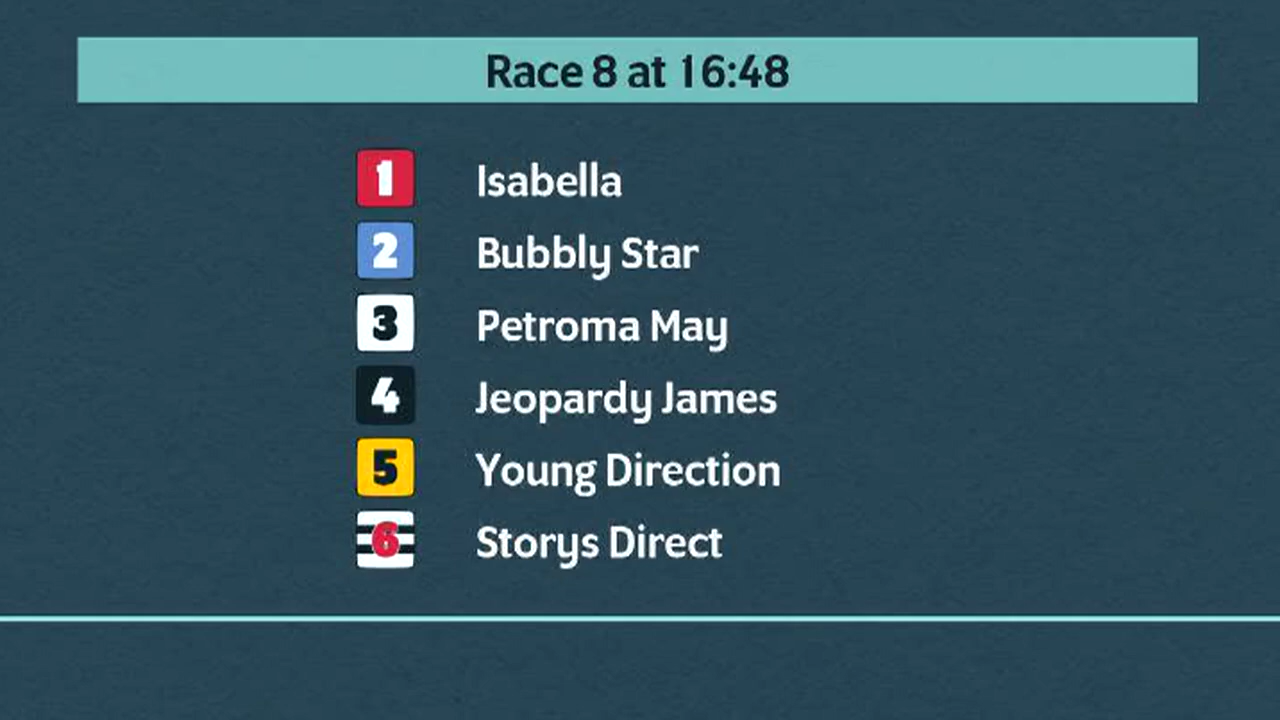 Race 8 at 16:48
1 Isabella
2 Bubbly Star
3 Petroma May
4 Jeopardy James
5 Young Direction
6 Storys Direct